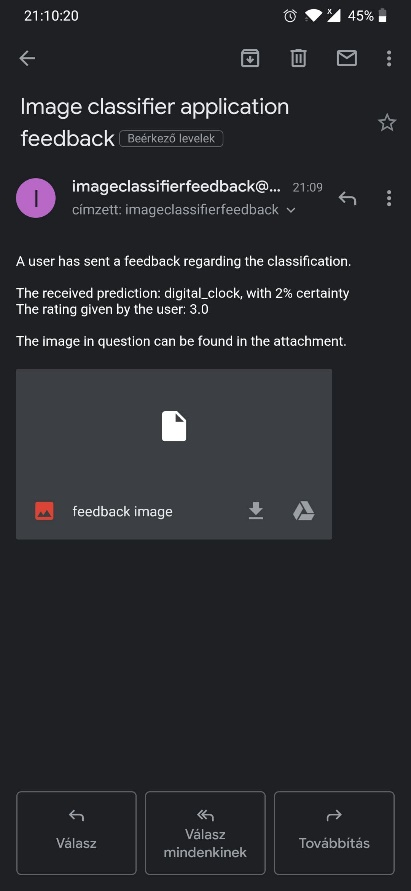 21:10:20
45%
Image classifier application
feedback Beérkező levelek
I
imageclassifierfeedback@... 21:09
címzett: imageclassifierfeedback
A user has sent a feedback regarding the classification.
The received prediction: digital_clock, with 2% certainty
The rating given by the user: 3.0
The image in question can be found in the attachment.
feedback image
Válasz
Válasz
mindenkinek
Továbbítás